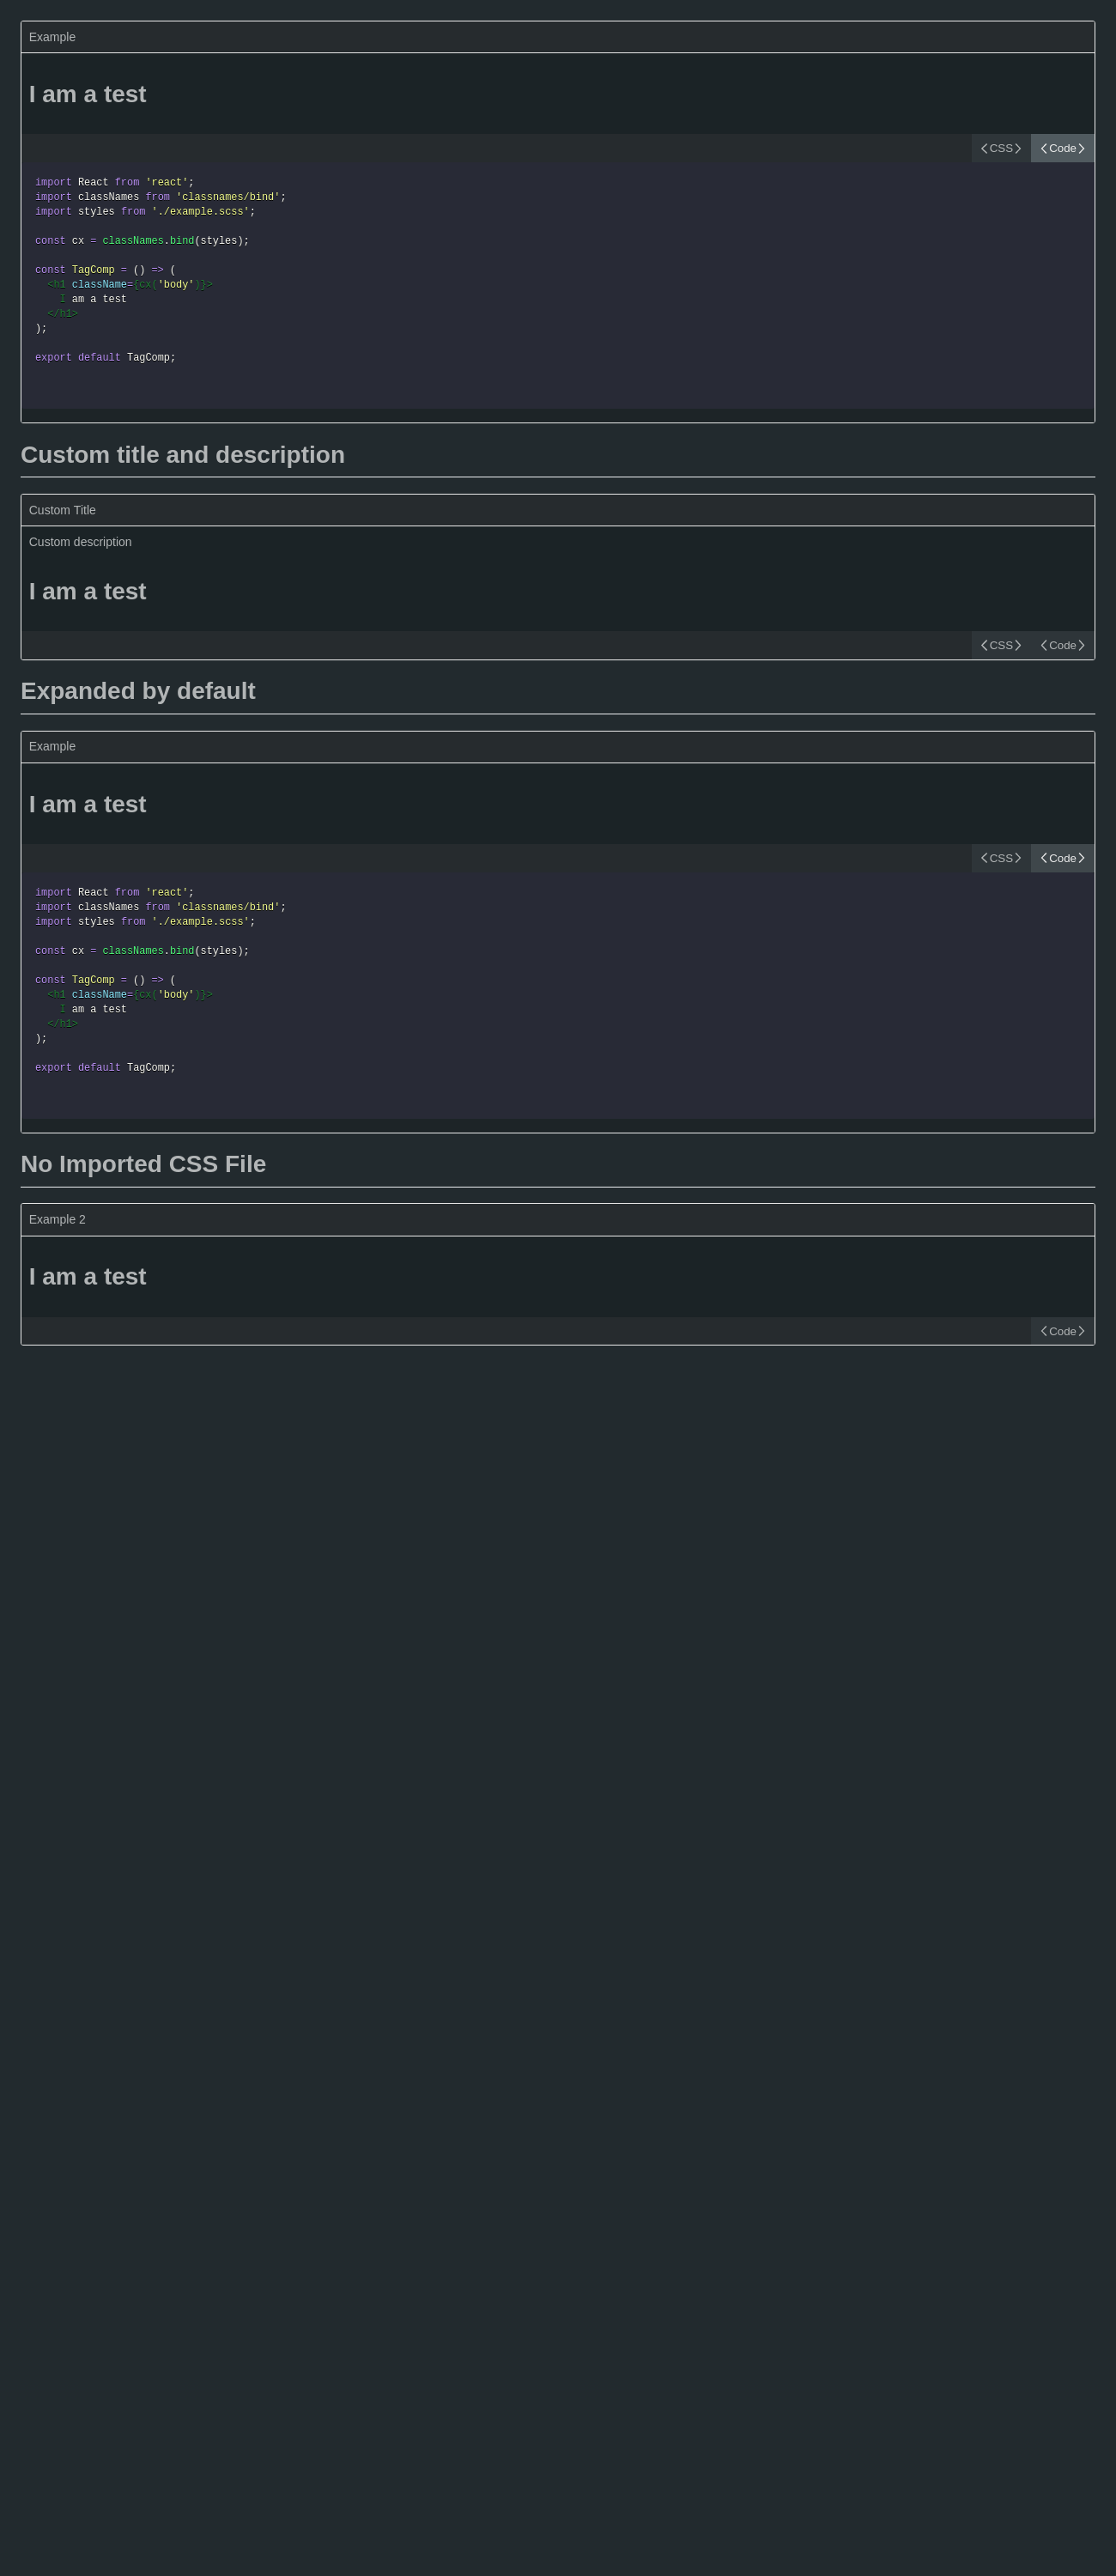 Example
I am a test
CSS Code
import React from 'react';
import classNames from 'classnames/bind';
import styles from './example.scss';
const cx = classNames.bind(styles);
const TagComp = () => (
<h1 className={cx('body')}>
I am a test
</h1>
);
export default TagComp;
Custom title and description
Custom Title
Custom description
I am a test
CSS Code
Expanded by default
Example
I am a test
CSS Code
import React from 'react';
import classNames from 'classnames/bind';
import styles from './example.scss';
const cx = classNames.bind(styles);
const TagComp = () => (
<h1 className={cx('body')}>
I am a test
</h1>
);
export default TagComp;
No Imported CSS File
Example 2
I am a test
Code